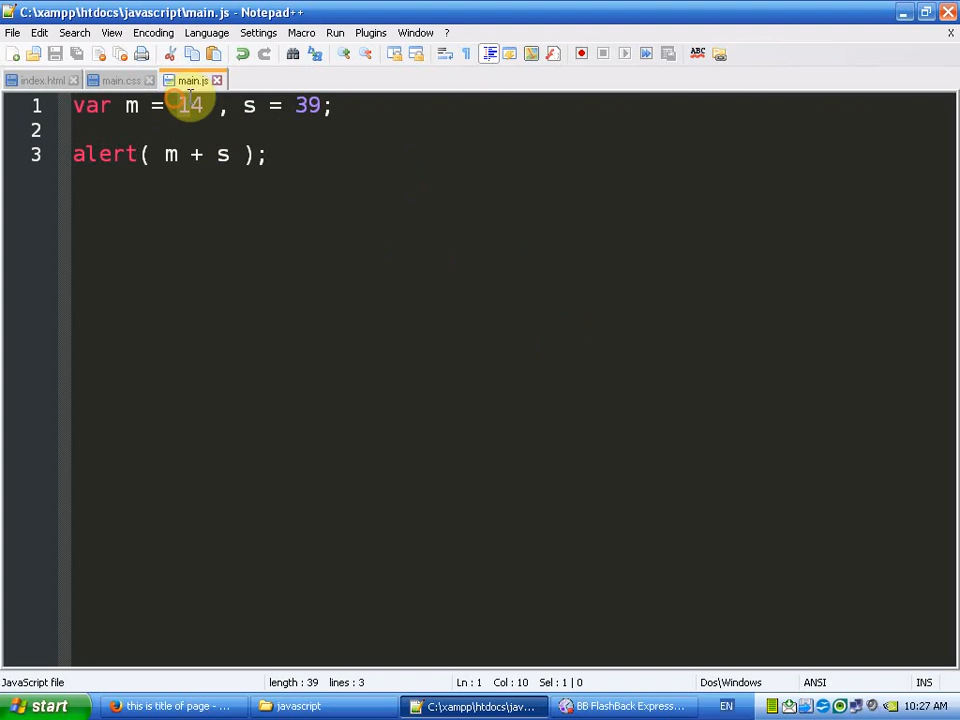 C:\xampp\htdocs\javascript\main.js - Notepad++
File Edit Search View Encoding Language Settings Macro Run Plugins Window ? X
ABC
index.html main.css main.js
1 var m = 14 , s = 39;
2
3 alert( m + s );
JavaScript file length : 39 lines : 3 Ln : 1 Col : 10 Sel : 1 | 0 Dos\Windows ANSI INS
start this is title of page - ... javascript C:\xampp\htdocs\jav... BB FlashBack Express... EN 10:27 AM